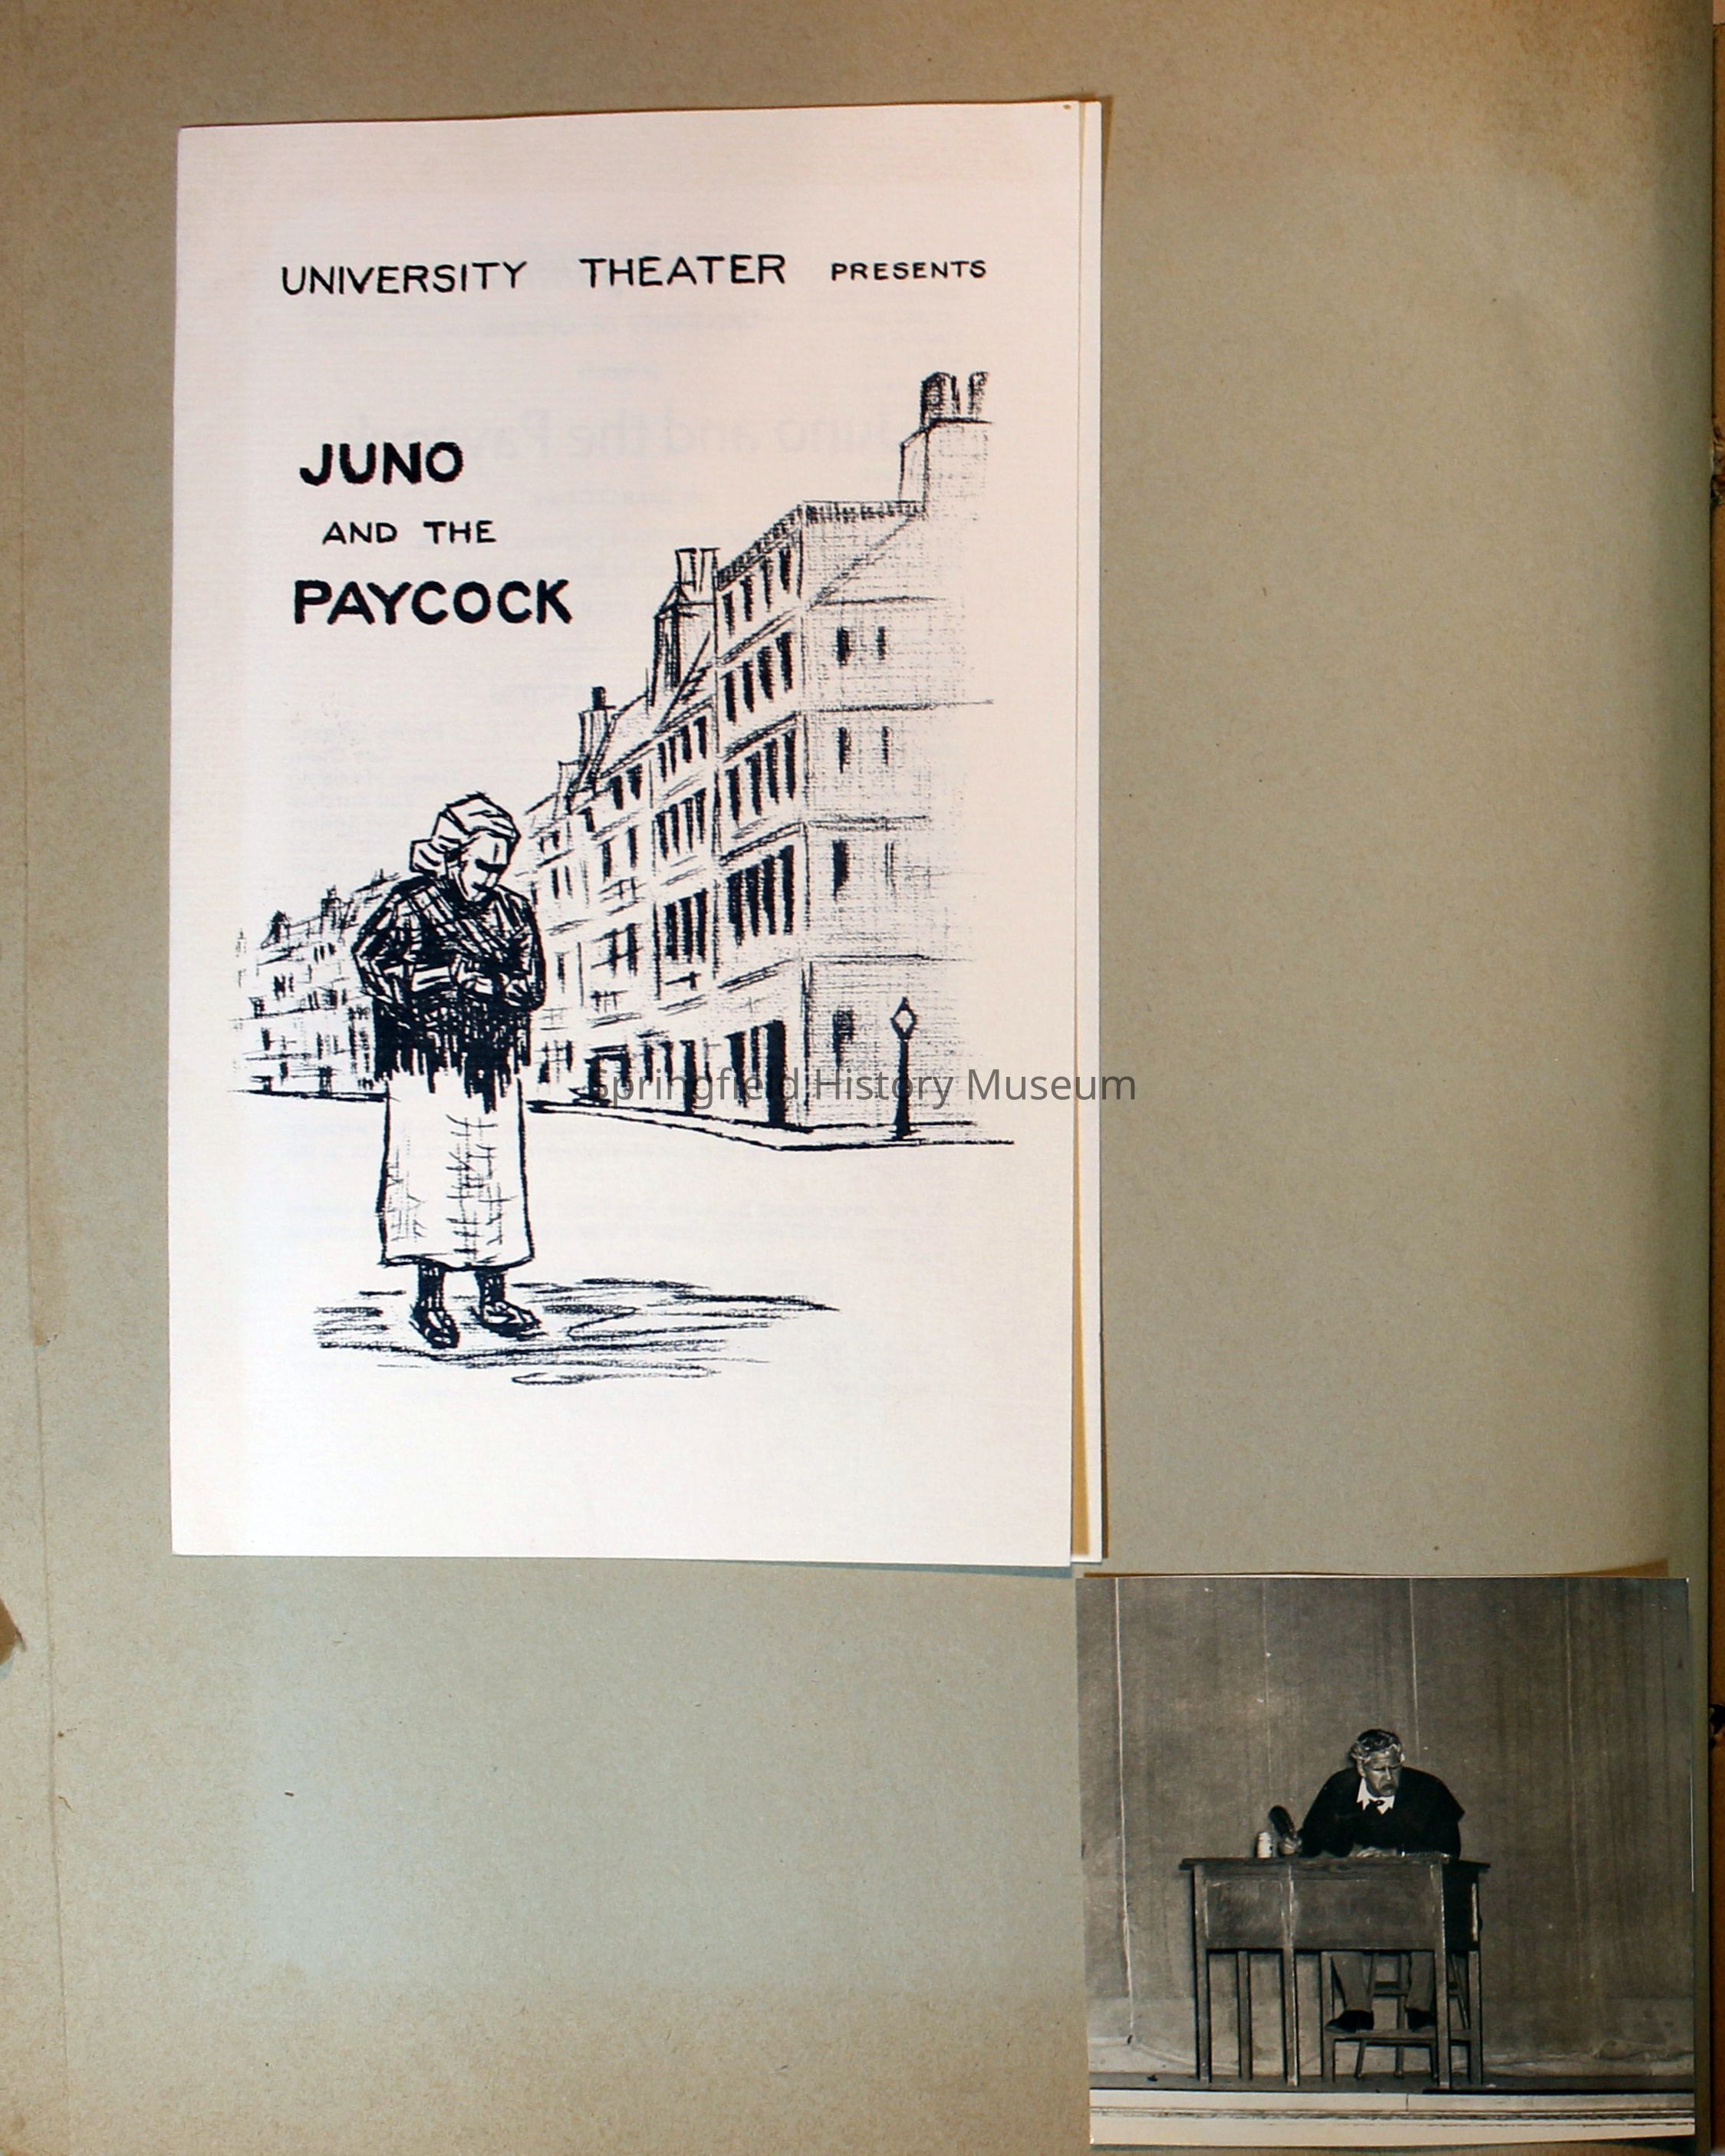 UNIVERSITY THEATER PRESENTS
JUNO
AND THE
PAYCOCK
Springfield History Museum